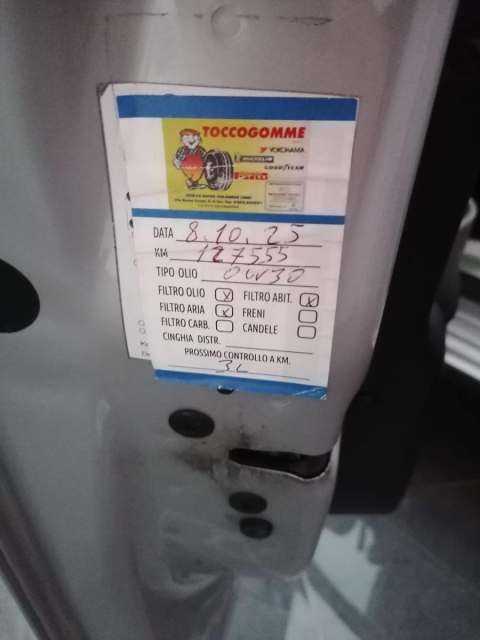 TOCCOGOMME
YOKOHAMA
MICHELIN
GOODYEAR
DATA 8.10.25
KM 127555
TIPO OLIO 0W30
FILTRO OLIO X FILTRO ABIT. X
FILTRO ARIA X FRENI
FILTRO CARB. CANDELE
CINGHIA DISTR.
PROSSIMO CONTROLLO A KM.
3L